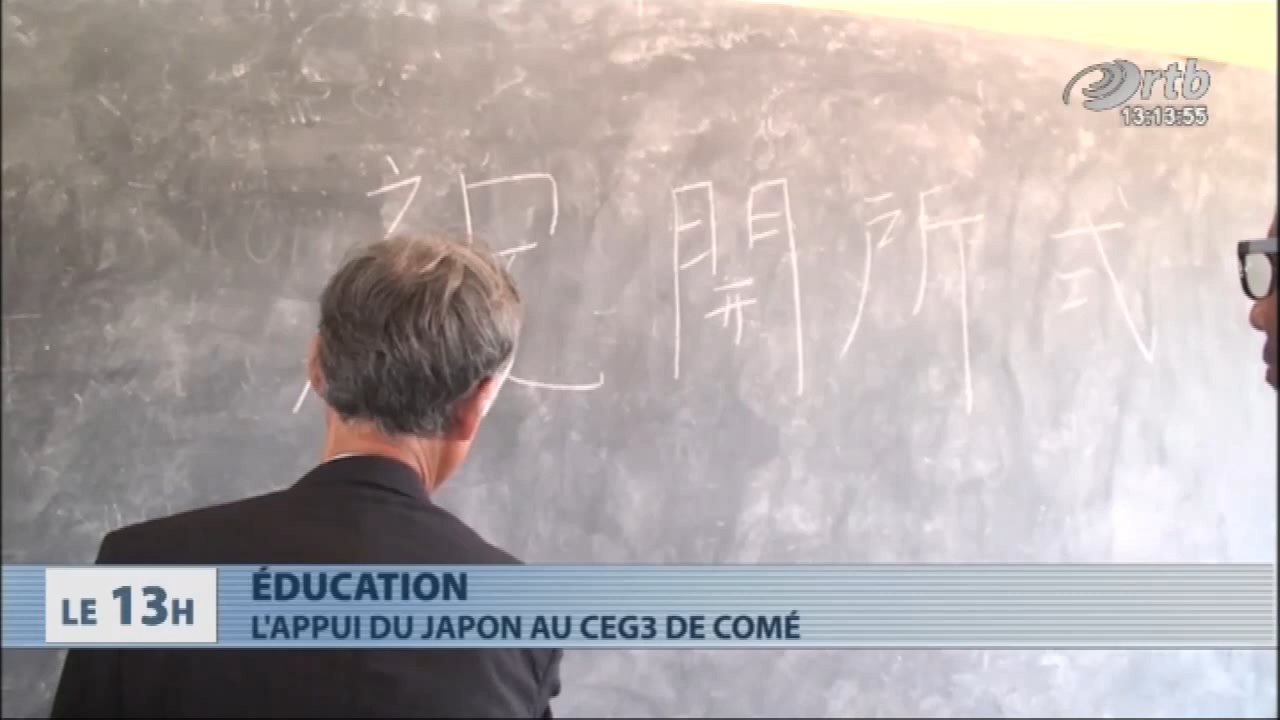 ortb
13:13:55
祝開所式
LE 13H
ÉDUCATION
L'APPUI DU JAPON AU CEG3 DE COMÉ